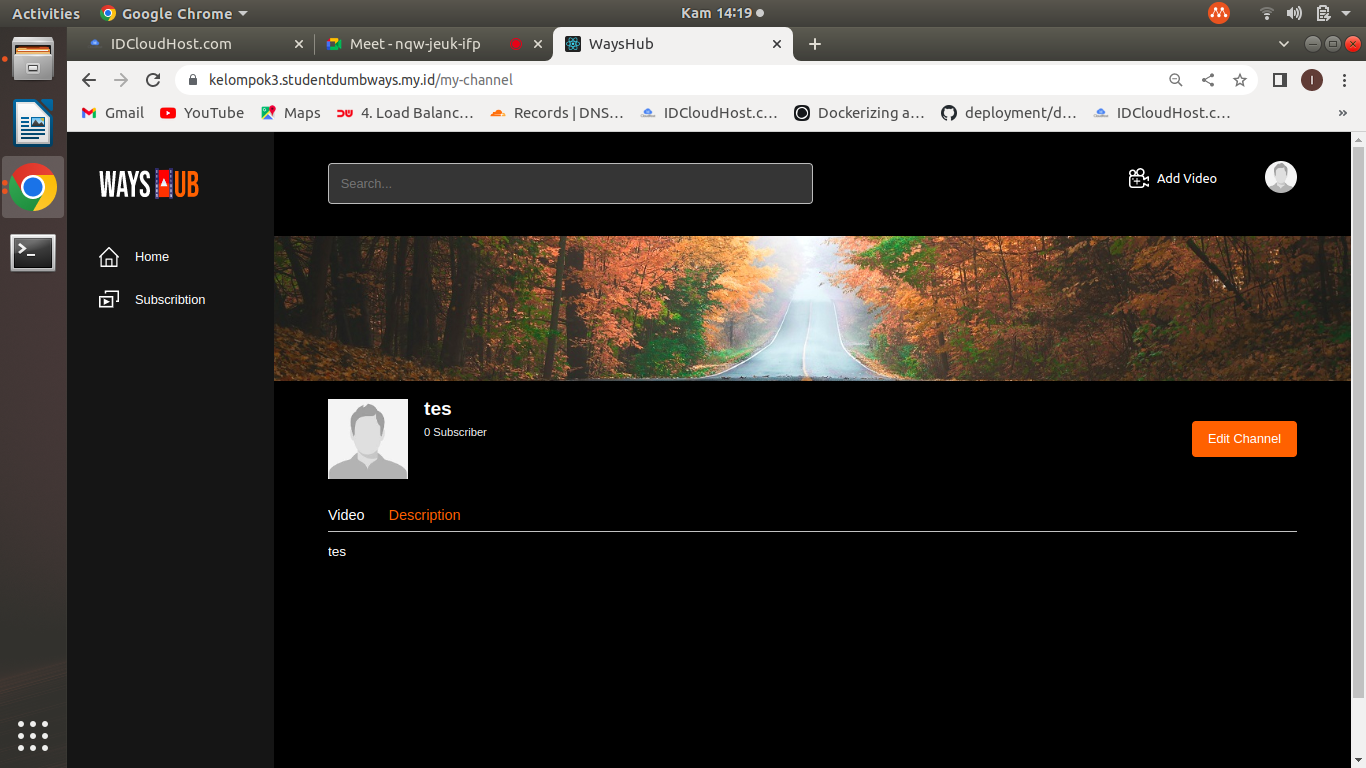 Activities
Google Chrome
Kam 14:19
IDCloudHost.com
Meet - nqw-jeuk-ifp
WaysHub
kelompok3.studentdumbways.my.id/my-channel
I
Gmail
YouTube
Maps
4. Load Balanc...
Records | DNS...
IDCloudHost.c...
Dockerizing a...
deployment/d...
IDCloudHost.c...
»
WAYS HUB
Search...
Add Video
Home
Subscribtion
tes
0 Subscriber
Edit Channel
Video Description
tes